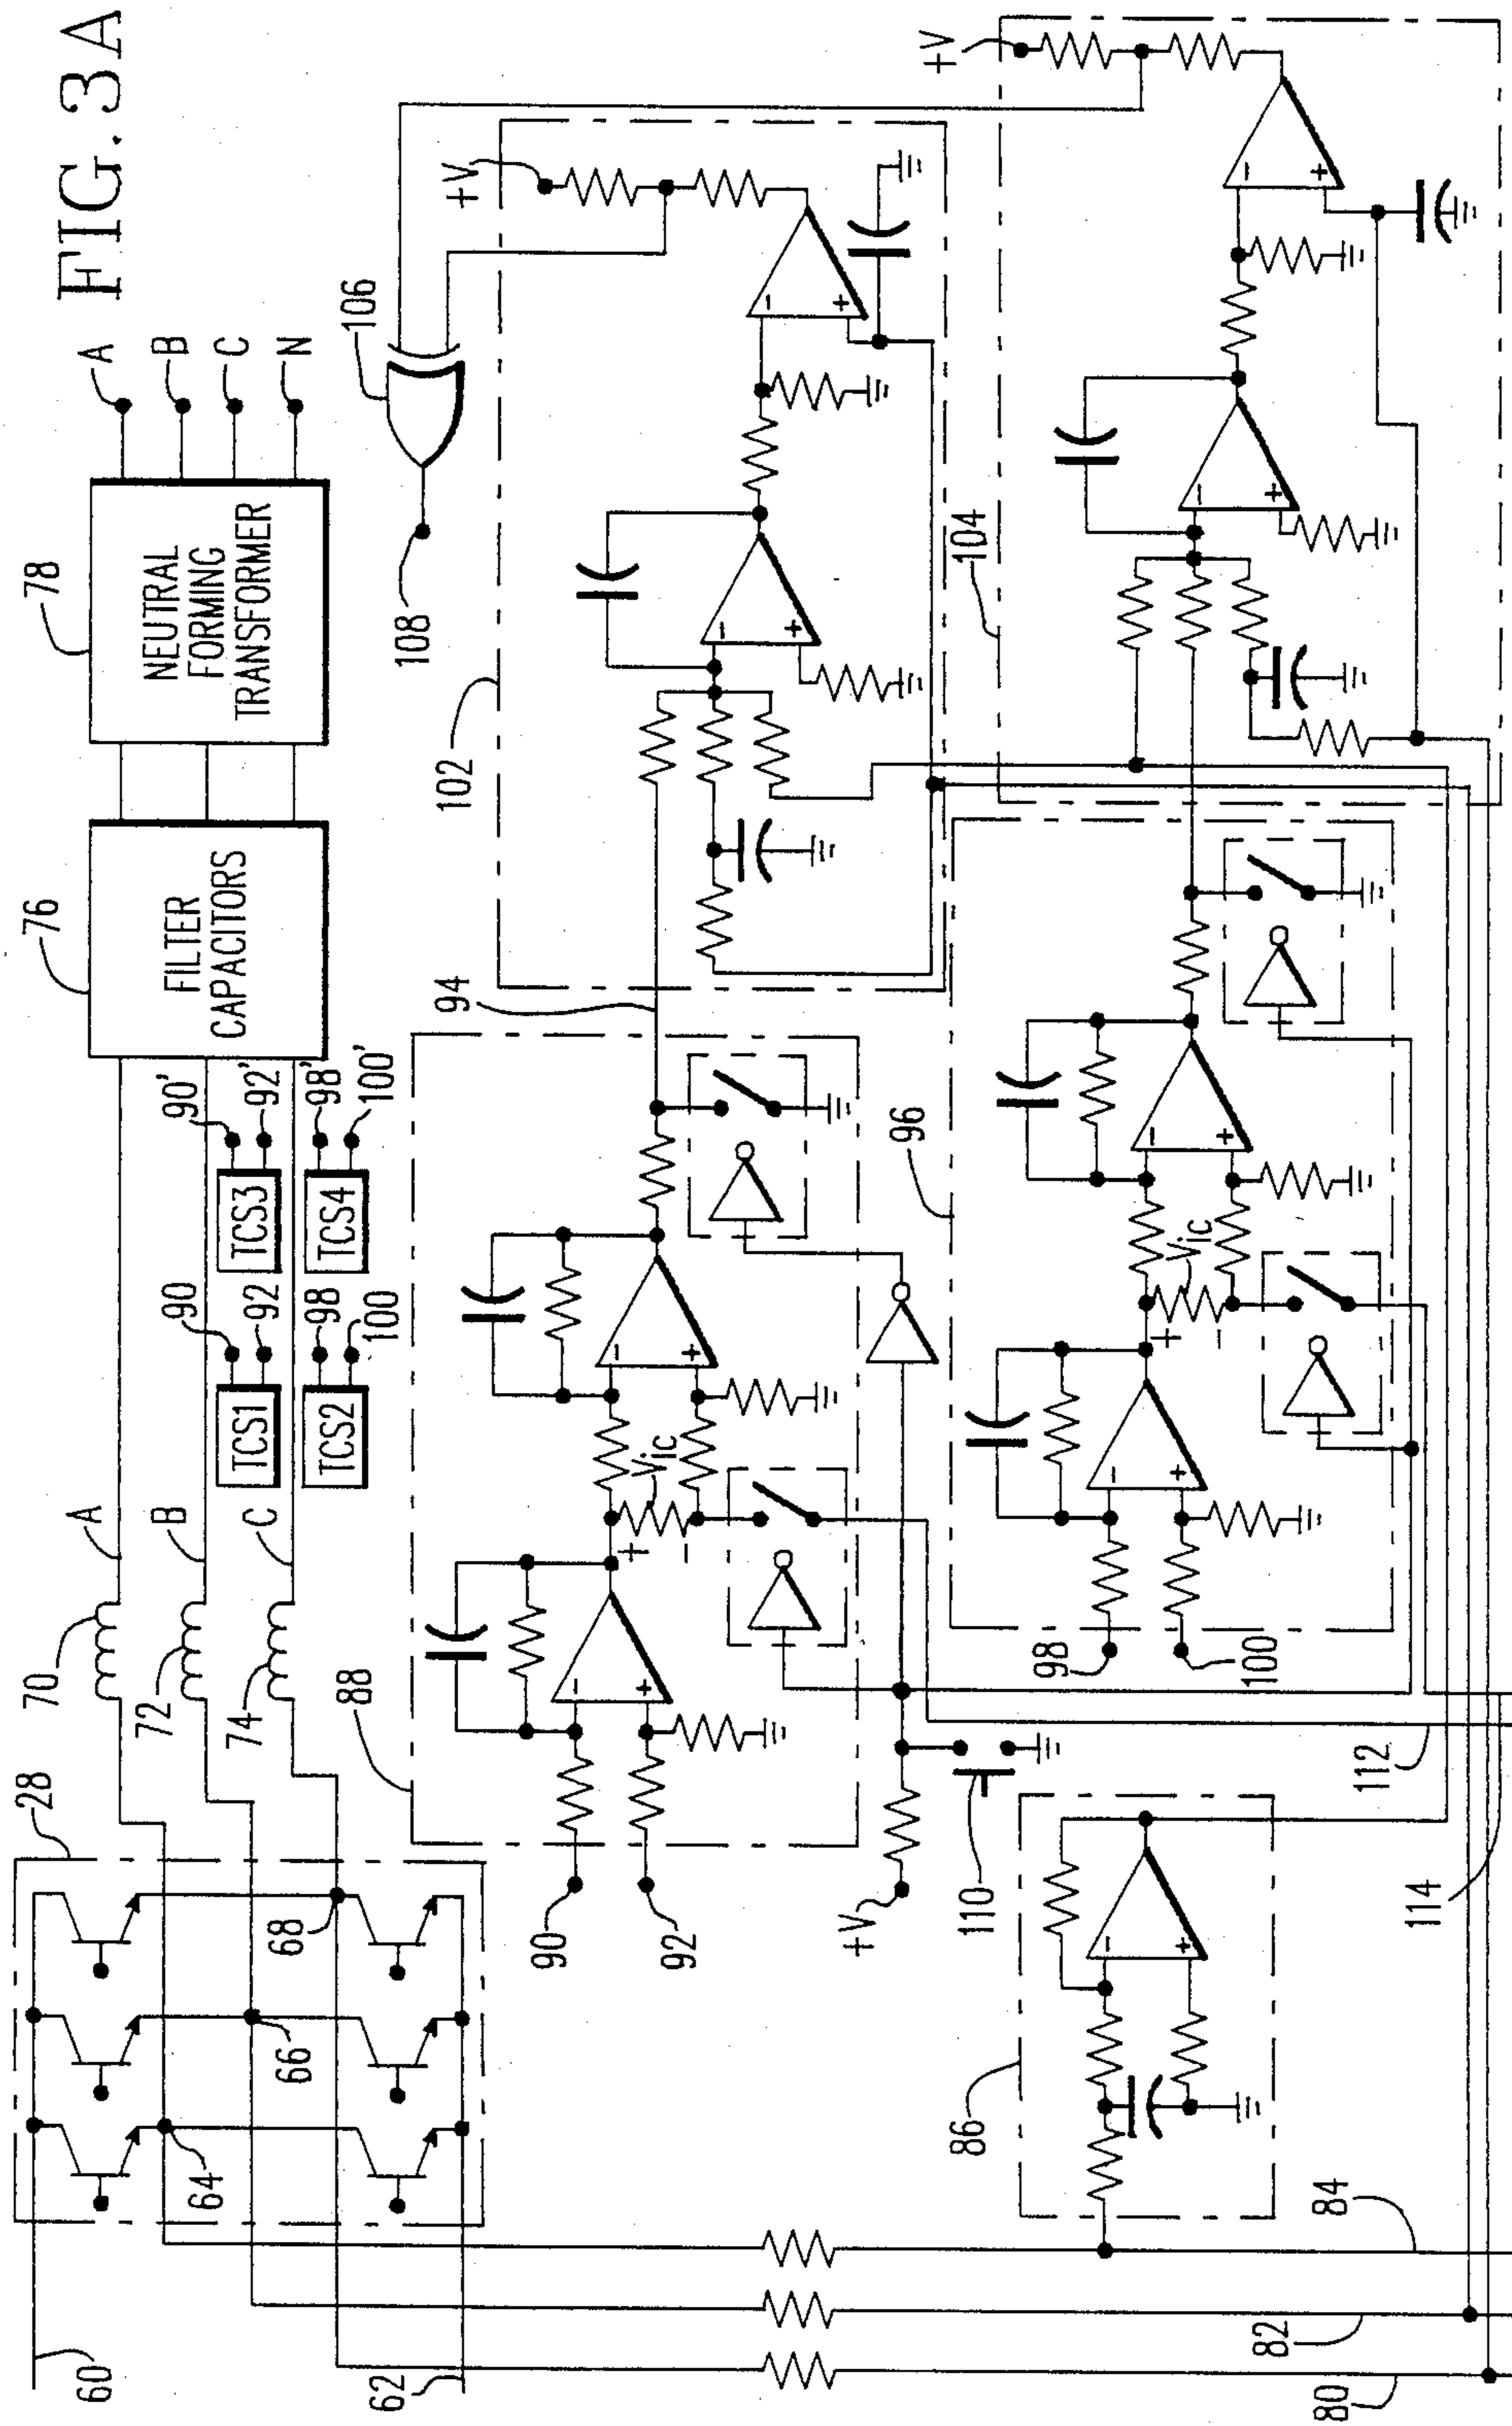 FIG. 3A
28
70
72
74
A
B
C
76
FILTER
CAPACITORS
78
NEUTRAL
FORMING
TRANSFORMER
A
B
C
N
60
62
64
66
68
TCS1
90
92
TCS3
90'
92'
TCS2
98
100
TCS4
98'
100'
106
108
88
90
92
-
+
+
-
Vic
-
+
94
102
-
+
-
+
+V
+V
110
96
98
100
-
+
+
-
Vic
-
+
104
-
+
-
+
+V
86
-
+
112
114
84
82
80